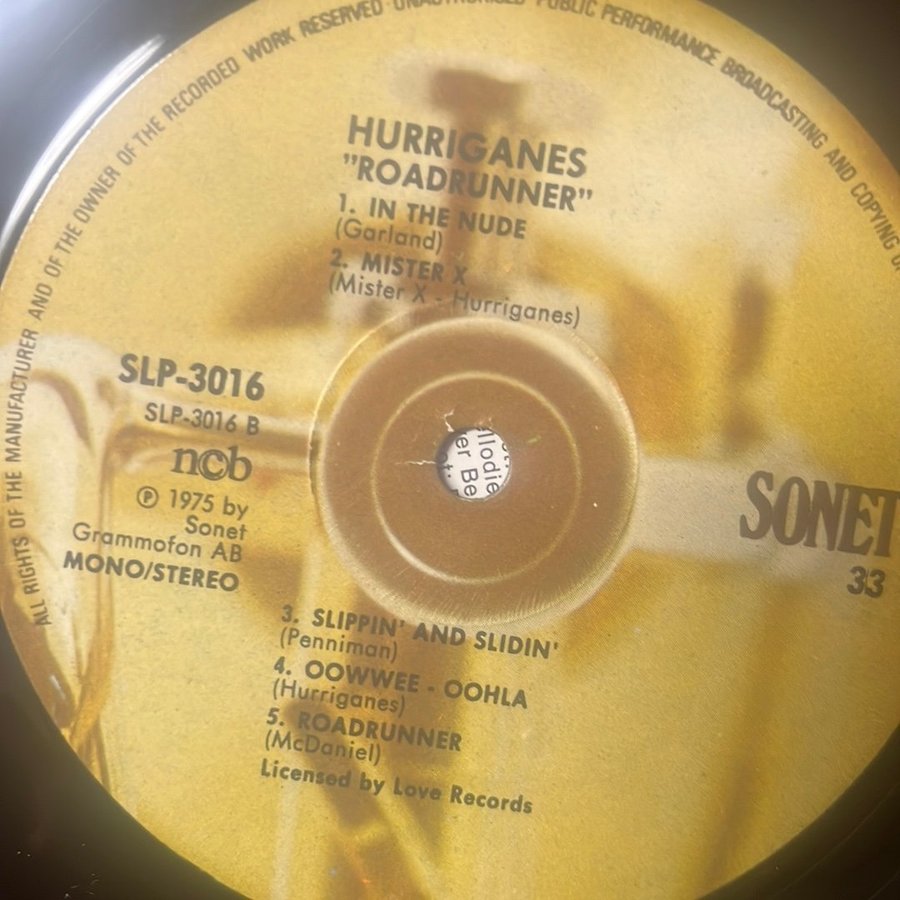 ALL RIGHTS OF THE MANUFACTURER AND OF THE OWNER OF THE RECORDED WORK RESERVED · UNAUTHORISED PUBLIC PERFORMANCE BROADCASTING AND COPYING
HURRIGANES
"ROADRUNNER"
1. IN THE NUDE
(Garland)
2. MISTER X
(Mister X - Hurriganes)
SLP-3016
SLP-3016 B
n©b
℗ 1975 by
Sonet
Grammofon AB
MONO/STEREO
SONET
33
3. SLIPPIN' AND SLIDIN'
(Penniman)
4. OOWWEE - OOHLA
(Hurriganes)
5. ROADRUNNER
(McDaniel)
Licensed by Love Records